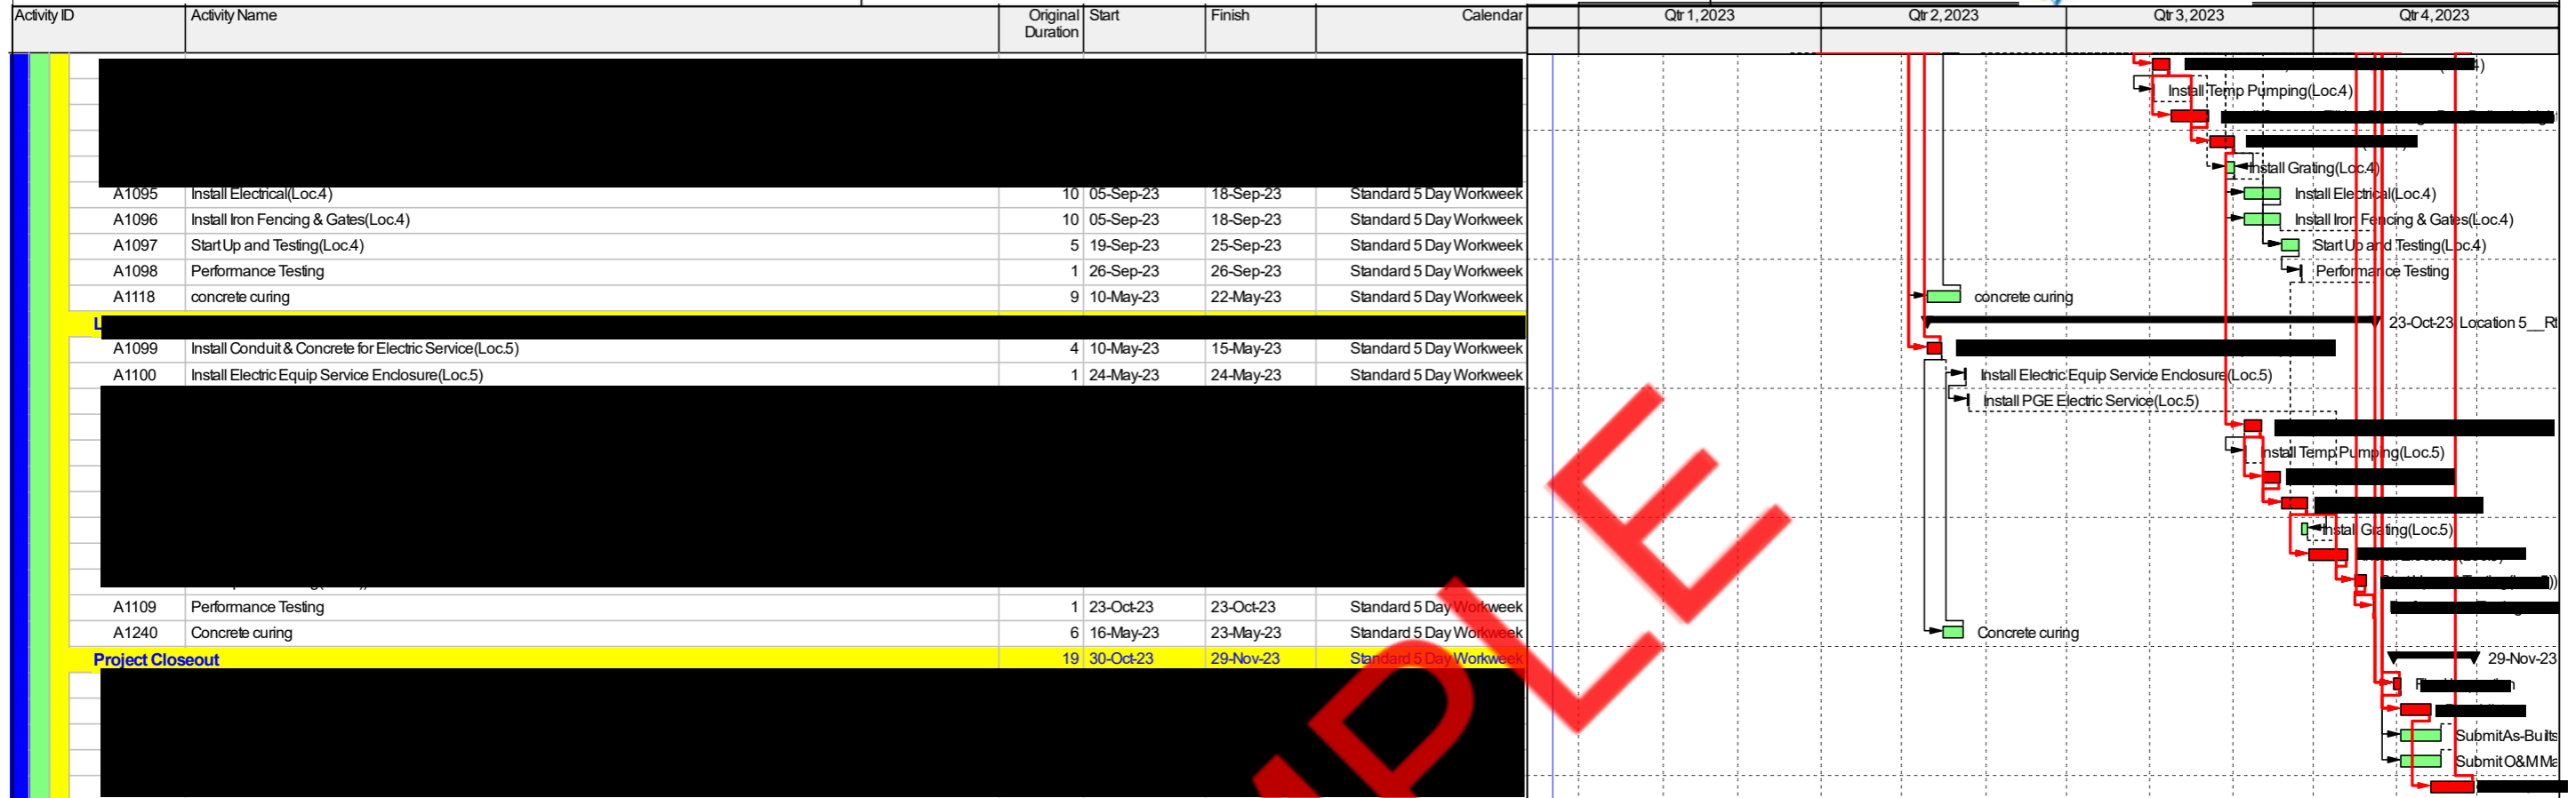 Activity ID Activity Name Original Duration Start Finish Calendar Qtr 1, 2023 Qtr 2, 2023 Qtr 3, 2023 Qtr 4, 2023
Install Temp Pumping(Loc.4)
Install Grating(Loc.4)
A1095 Install Electrical(Loc.4) 10 05-Sep-23 18-Sep-23 Standard 5 Day Workweek Install Electrical(Loc.4)
A1096 Install Iron Fencing & Gates(Loc.4) 10 05-Sep-23 18-Sep-23 Standard 5 Day Workweek Install Iron Fencing & Gates(Loc.4)
A1097 Start Up and Testing(Loc.4) 5 19-Sep-23 25-Sep-23 Standard 5 Day Workweek Start Up and Testing(Loc.4)
A1098 Performance Testing 1 26-Sep-23 26-Sep-23 Standard 5 Day Workweek Performance Testing
A1118 concrete curing 9 10-May-23 22-May-23 Standard 5 Day Workweek concrete curing
L 23-Oct-23, Location 5__Rt
A1099 Install Conduit & Concrete for Electric Service(Loc.5) 4 10-May-23 15-May-23 Standard 5 Day Workweek
A1100 Install Electric Equip Service Enclosure(Loc.5) 1 24-May-23 24-May-23 Standard 5 Day Workweek Install Electric Equip Service Enclosure(Loc.5)
Install PGE Electric Service(Loc.5)
Install Temp Pumping(Loc.5)
Install Grating(Loc.5)
A1109 Performance Testing 1 23-Oct-23 23-Oct-23 Standard 5 Day Workweek
A1240 Concrete curing 6 16-May-23 23-May-23 Standard 5 Day Workweek Concrete curing
Project Closeout 19 30-Oct-23 29-Nov-23 Standard 5 Day Workweek 29-Nov-23
Submit As-Builts
Submit O&M Ma
MPLE